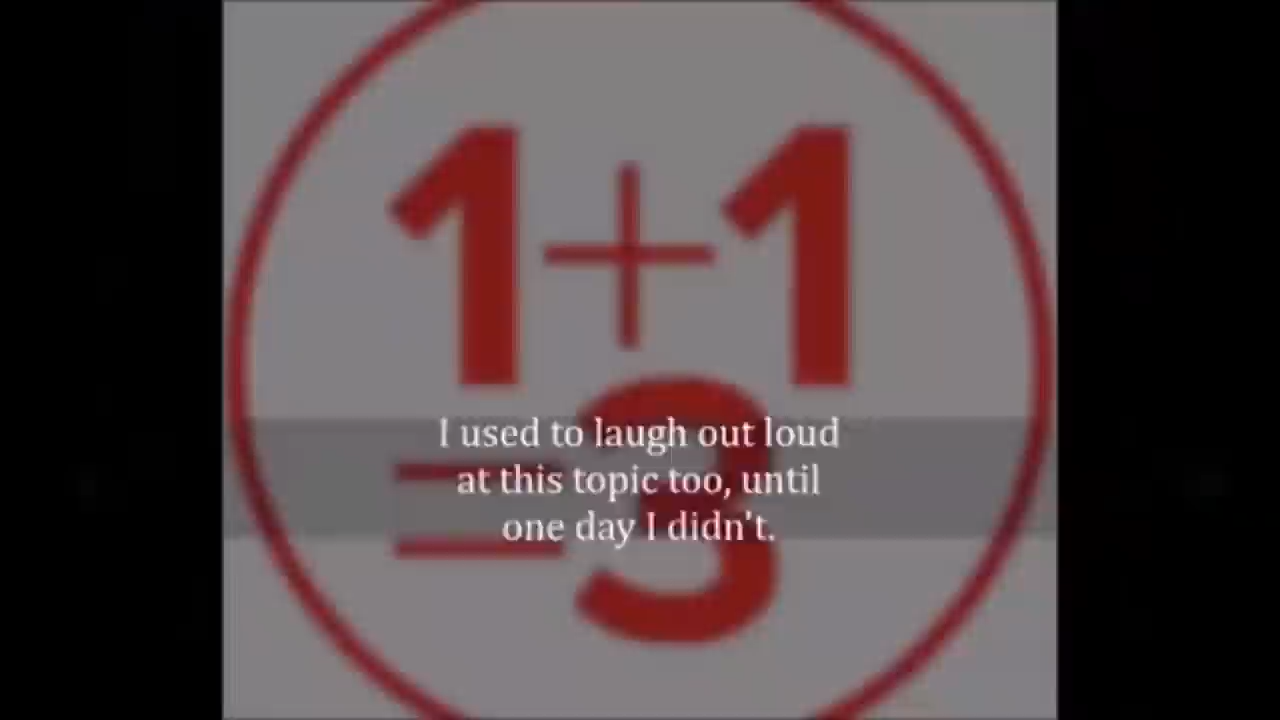 1+1
=3
I used to laugh out loud
at this topic too, until
one day I didn't.